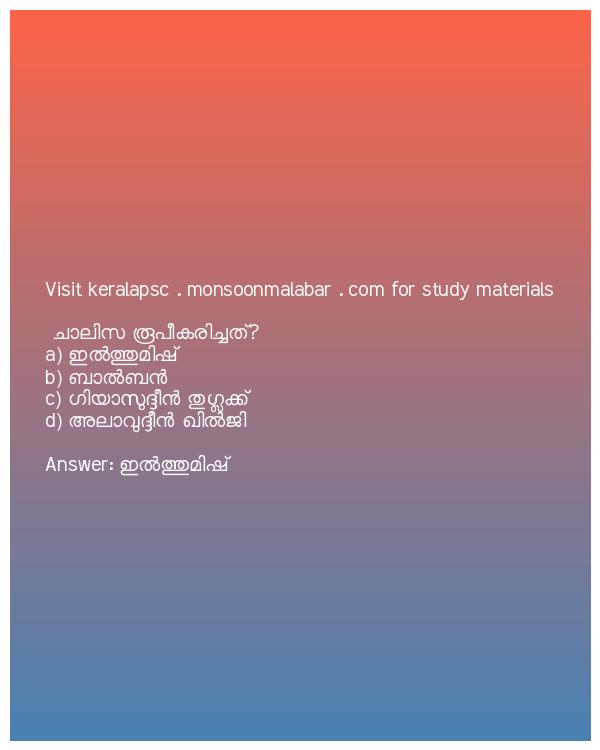 Visit keralapsc . monsoonmalabar . com for study materials
ചാലിസ രൂപീകരിച്ചത്?
a) ഇൽത്തുമിഷ്
b) ബാൽബൻ
c) ഗിയാസുദ്ദീൻ തുഗ്ലക്ക്
d) അലാവുദ്ദീൻ ഖിൽജി
Answer: ഇൽത്തുമിഷ്